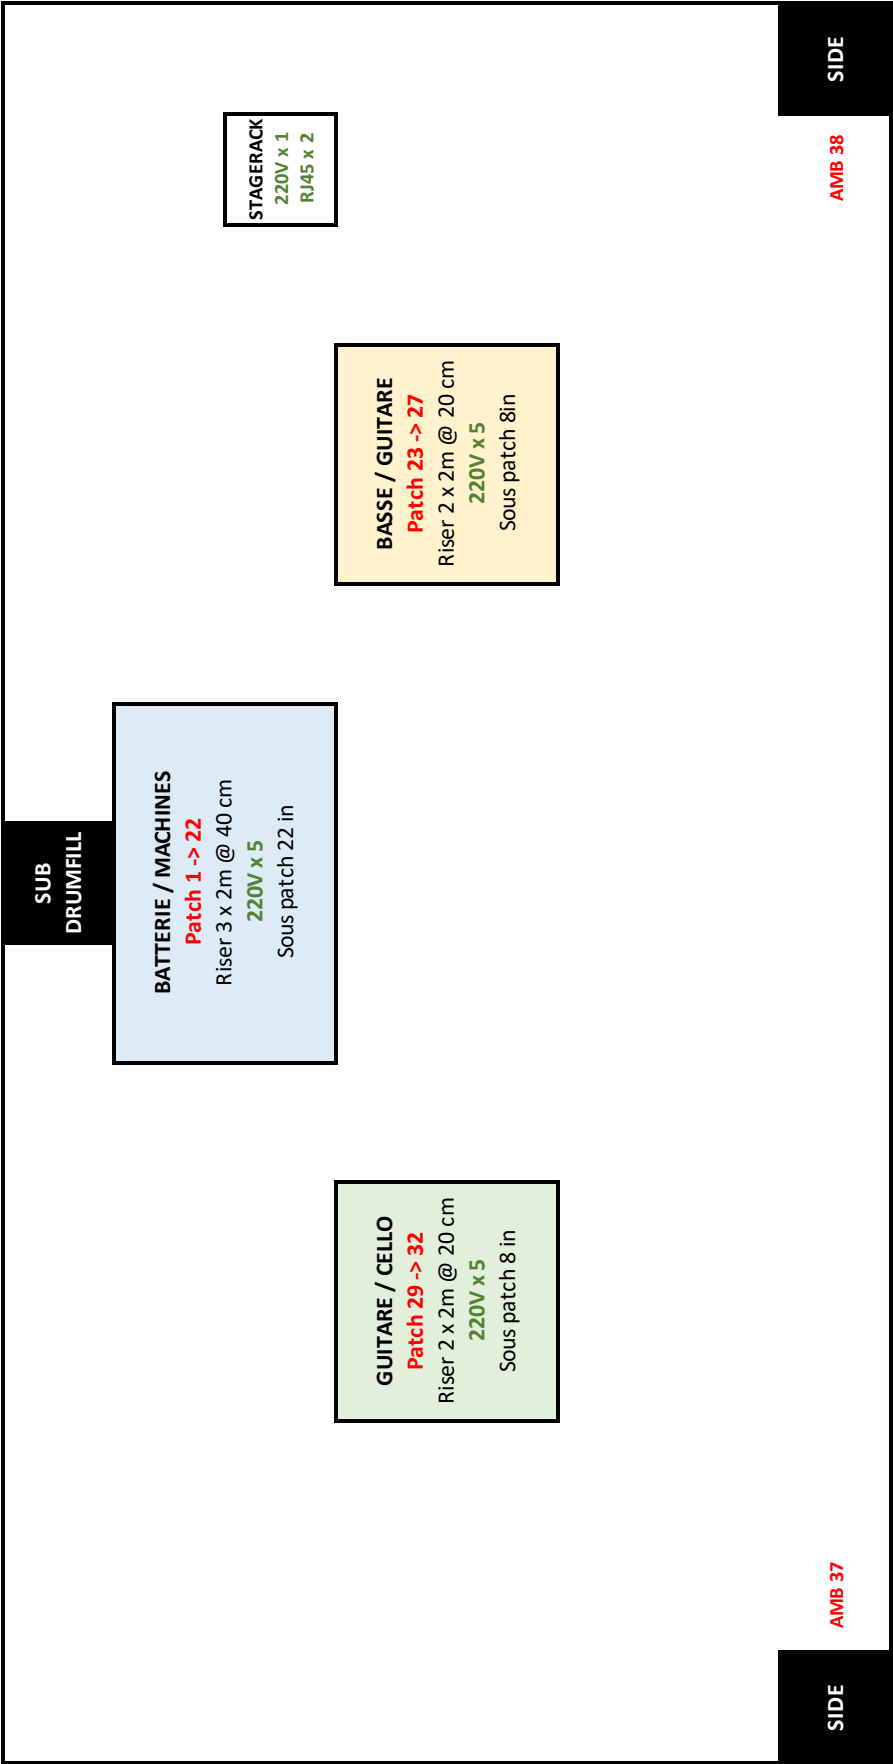 SUB
DRUMFILL
BATTERIE / MACHINES
Patch 1 -> 22
Riser 3 x 2m @ 40 cm
220V x 5
Sous patch 22 in
STAGERACK
220V x 1
RJ45 x 2
GUITARE / CELLO
Patch 29 -> 32
Riser 2 x 2m @ 20 cm
220V x 5
Sous patch 8 in
BASSE / GUITARE
Patch 23 -> 27
Riser 2 x 2m @ 20 cm
220V x 5
Sous patch 8in
SIDE
AMB 37
AMB 38
SIDE